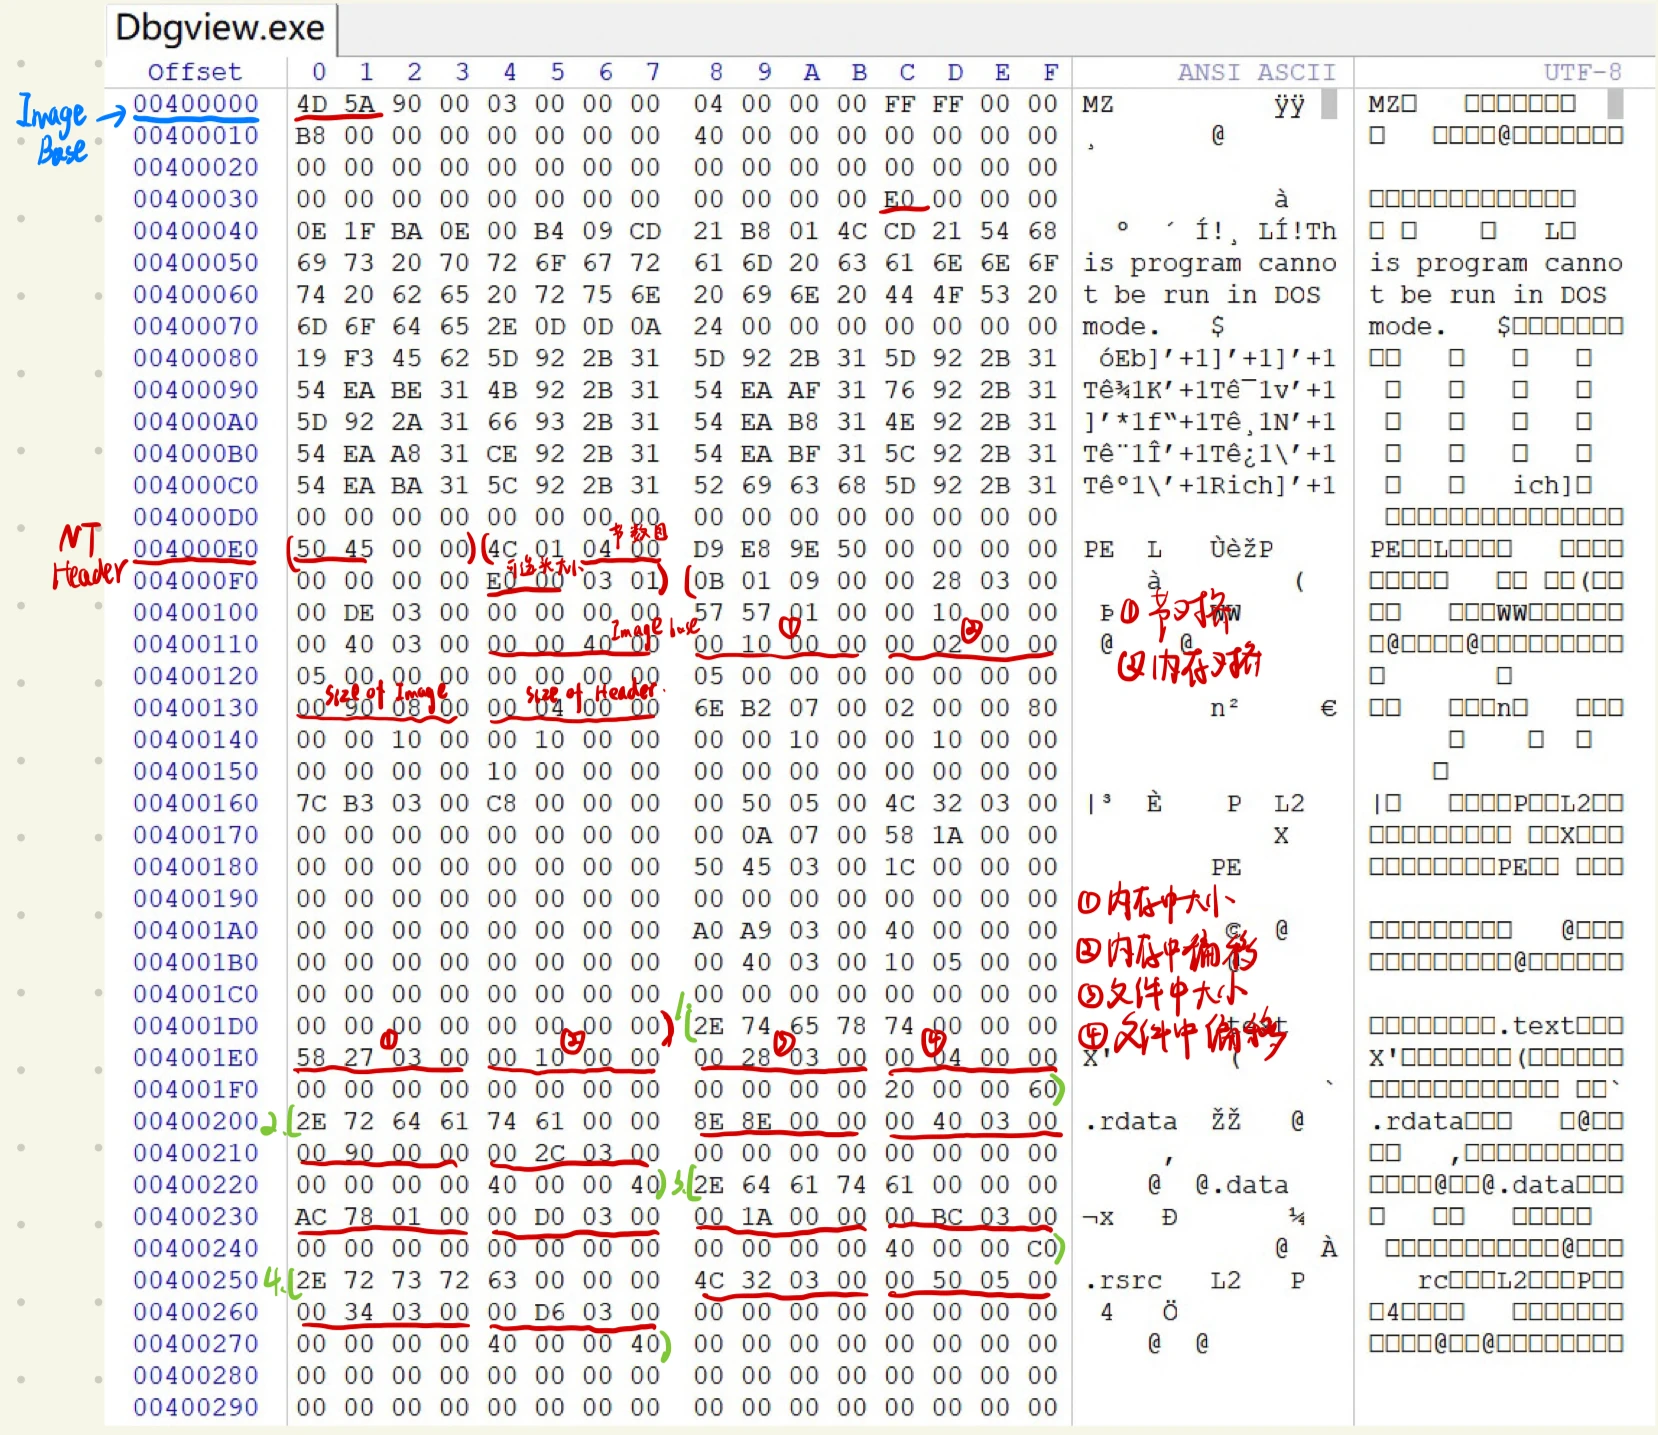 Dbgview.exe
Offset 0 1 2 3 4 5 6 7 8 9 A B C D E F ANSI ASCII UTF-8
Image Base
00400000 4D 5A 90 00 03 00 00 00 04 00 00 00 FF FF 00 00 MZ ÿÿ MZ
00400010 B8 00 00 00 00 00 00 00 40 00 00 00 00 00 00 00 ¸ @ @
00400020 00 00 00 00 00 00 00 00 00 00 00 00 00 00 00 00
00400030 00 00 00 00 00 00 00 00 00 00 00 00 E0 00 00 00 à
00400040 0E 1F BA 0E 00 B4 09 CD 21 B8 01 4C CD 21 54 68 º ´ Í!¸ LÍ!Th L
00400050 69 73 20 70 72 6F 67 72 61 6D 20 63 61 6E 6E 6F is program canno is program canno
00400060 74 20 62 65 20 72 75 6E 20 69 6E 20 44 4F 53 20 t be run in DOS t be run in DOS
00400070 6D 6F 64 65 2E 0D 0D 0A 24 00 00 00 00 00 00 00 mode. $ mode. $
00400080 19 F3 45 62 5D 92 2B 31 5D 92 2B 31 5D 92 2B 31 óEb]’+1]’+1]’+1
00400090 54 EA BE 31 4B 92 2B 31 54 EA AF 31 76 92 2B 31 Tê¾1K’+1Tê¯1v’+1
004000A0 5D 92 2A 31 66 93 2B 31 54 EA B8 31 4E 92 2B 31 ]’*1f“+1Tê¸1N’+1
004000B0 54 EA A8 31 CE 92 2B 31 54 EA BF 31 5C 92 2B 31 Tê¨1Î’+1Tê¿1\’+1
004000C0 54 EA BA 31 5C 92 2B 31 52 69 63 68 5D 92 2B 31 Têº1\’+1Rich]’+1 ich]
004000D0 00 00 00 00 00 00 00 00 00 00 00 00 00 00 00 00
NT Header
节数目
004000E0 50 45 00 00 4C 01 04 00 D9 E8 9E 50 00 00 00 00 PE L ÙèžP PE L
可选头大小
004000F0 00 00 00 00 E0 00 03 01 0B 01 09 00 00 28 03 00 à ( (
00400100 00 DE 03 00 00 00 00 00 57 57 01 00 00 10 00 00 Þ WW WW
① 节对齐
Image base ① ②
00400110 00 40 03 00 00 00 40 00 00 10 00 00 00 02 00 00 @ @ @ @
② 内存对齐
00400120 05 00 00 00 00 00 00 00 05 00 00 00 00 00 00 00
Size of Image Size of Header.
00400130 00 90 08 00 00 04 00 00 6E B2 07 00 02 00 00 80 n² € n
00400140 00 00 10 00 00 10 00 00 00 00 10 00 00 10 00 00
00400150 00 00 00 00 10 00 00 00 00 00 00 00 00 00 00 00
00400160 7C B3 03 00 C8 00 00 00 00 50 05 00 4C 32 03 00 |³ È P L2 | P L2
00400170 00 00 00 00 00 00 00 00 00 0A 07 00 58 1A 00 00 X X
00400180 00 00 00 00 00 00 00 00 50 45 03 00 1C 00 00 00 PE PE
00400190 00 00 00 00 00 00 00 00 00 00 00 00 00 00 00 00
① 内存中大小
004001A0 00 00 00 00 00 00 00 00 A0 A9 03 00 40 00 00 00 © @ @
② 内存中偏移
004001B0 00 00 00 00 00 00 00 00 00 40 03 00 10 05 00 00 @ @
004001C0 00 00 00 00 00 00 00 00 00 00 00 00 00 00 00 00
③ 文件中大小
004001D0 00 00 00 00 00 00 00 00 2E 74 65 78 74 00 00 00 .text .text
④ 文件中偏移
1. ① ② ③ ④
004001E0 58 27 03 00 00 10 00 00 00 28 03 00 00 04 00 00 X' ( X' (
004001F0 00 00 00 00 00 00 00 00 00 00 00 00 20 00 00 60 ` `
00400200 2. 2E 72 64 61 74 61 00 00 8E 8E 00 00 00 40 03 00 .rdata ŽŽ @ .rdata @
00400210 00 90 00 00 00 2C 03 00 00 00 00 00 00 00 00 00 , ,
00400220 00 00 00 00 40 00 00 40 3. 2E 64 61 74 61 00 00 00 @ @.data @ @.data
00400230 AC 78 01 00 00 D0 03 00 00 1A 00 00 00 BC 03 00 ¬x Ð ¼
00400240 00 00 00 00 00 00 00 00 00 00 00 00 40 00 00 C0 @ À @
00400250 4. 2E 72 73 72 63 00 00 00 4C 32 03 00 00 50 05 00 .rsrc L2 P rc L2 P
00400260 00 34 03 00 00 D6 03 00 00 00 00 00 00 00 00 00 4 Ö 4
00400270 00 00 00 00 40 00 00 40 00 00 00 00 00 00 00 00 @ @ @ @
00400280 00 00 00 00 00 00 00 00 00 00 00 00 00 00 00 00
00400290 00 00 00 00 00 00 00 00 00 00 00 00 00 00 00 00